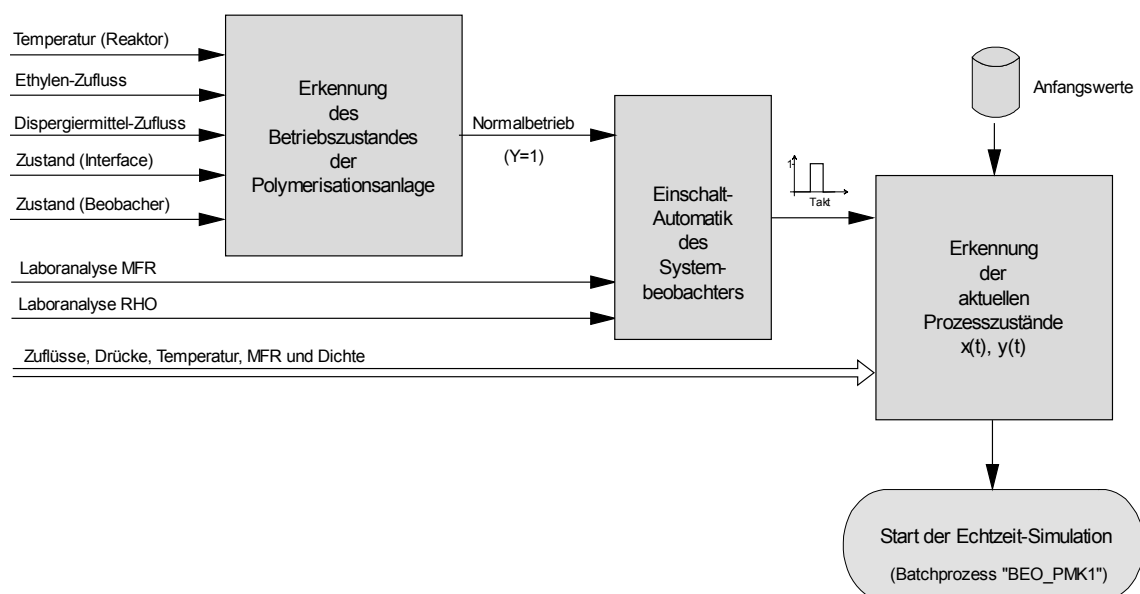 Temperatur (Reaktor)
Ethylen-Zufluss
Dispergiermittel-Zufluss
Zustand (Interface)
Zustand (Beobacher)
Erkennung
des
Betriebszustandes
der
Polymerisationsanlage
Normalbetrieb
(Y=1)
Laboranalyse MFR
Laboranalyse RHO
Zuflüsse, Drücke, Temperatur, MFR und Dichte
Einschalt-
Automatik
des
System-
beobachters
1
Takt
Anfangswerte
Erkennung
der
aktuellen
Prozesszustände
x(t), y(t)
Start der Echtzeit-Simulation
(Batchprozess "BEO_PMK1")